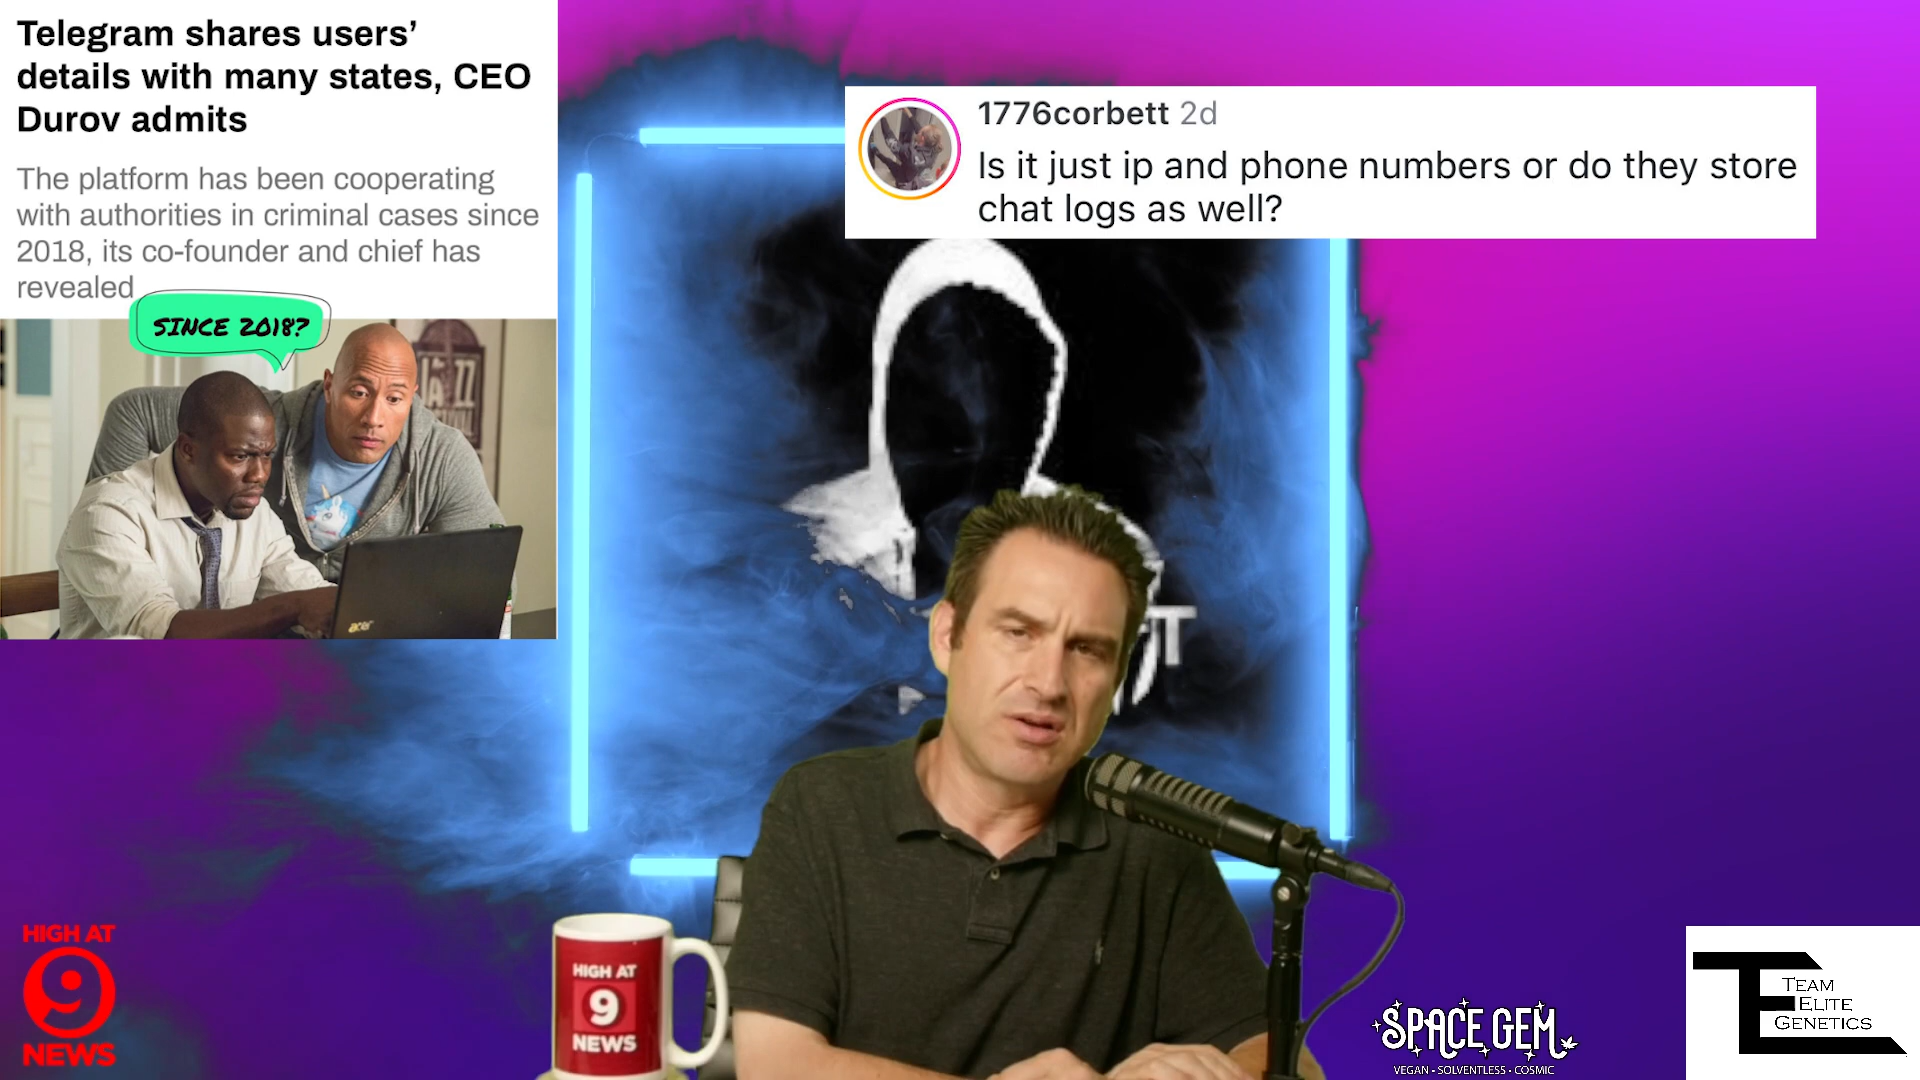 Telegram shares users’
details with many states, CEO
Durov admits
The platform has been cooperating
with authorities in criminal cases since
2018, its co-founder and chief has
revealed
SINCE 2018?
acer
1776corbett 2d
Is it just ip and phone numbers or do they store
chat logs as well?
HIGH AT
9
NEWS
HIGH AT
9
NEWS
SPACE GEM
VEGAN • SOLVENTLESS • COSMIC
TEAM
ELITE
GENETICS